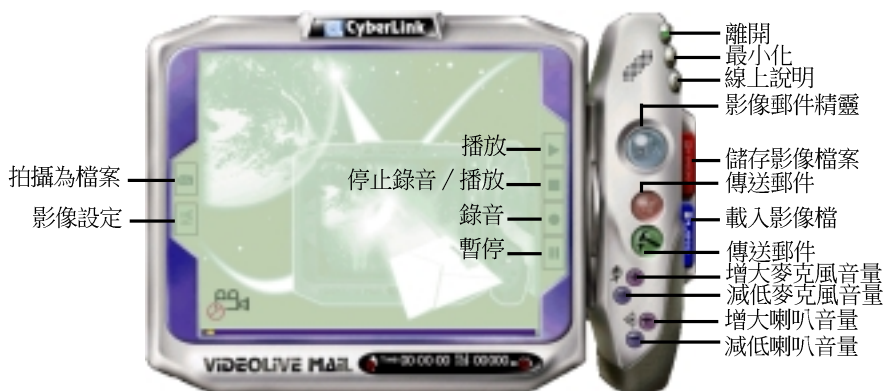 CyberLink
離開
最小化
線上說明
影像郵件精靈
播放
儲存影像檔案
拍攝為檔案
停止錄音 / 播放
傳送郵件
影像設定
錄音
載入影像檔
暫停
傳送郵件
增大麥克風音量
減低麥克風音量
增大喇叭音量
減低喇叭音量
VIDEOLIVE MAIL
00:00:00
00000